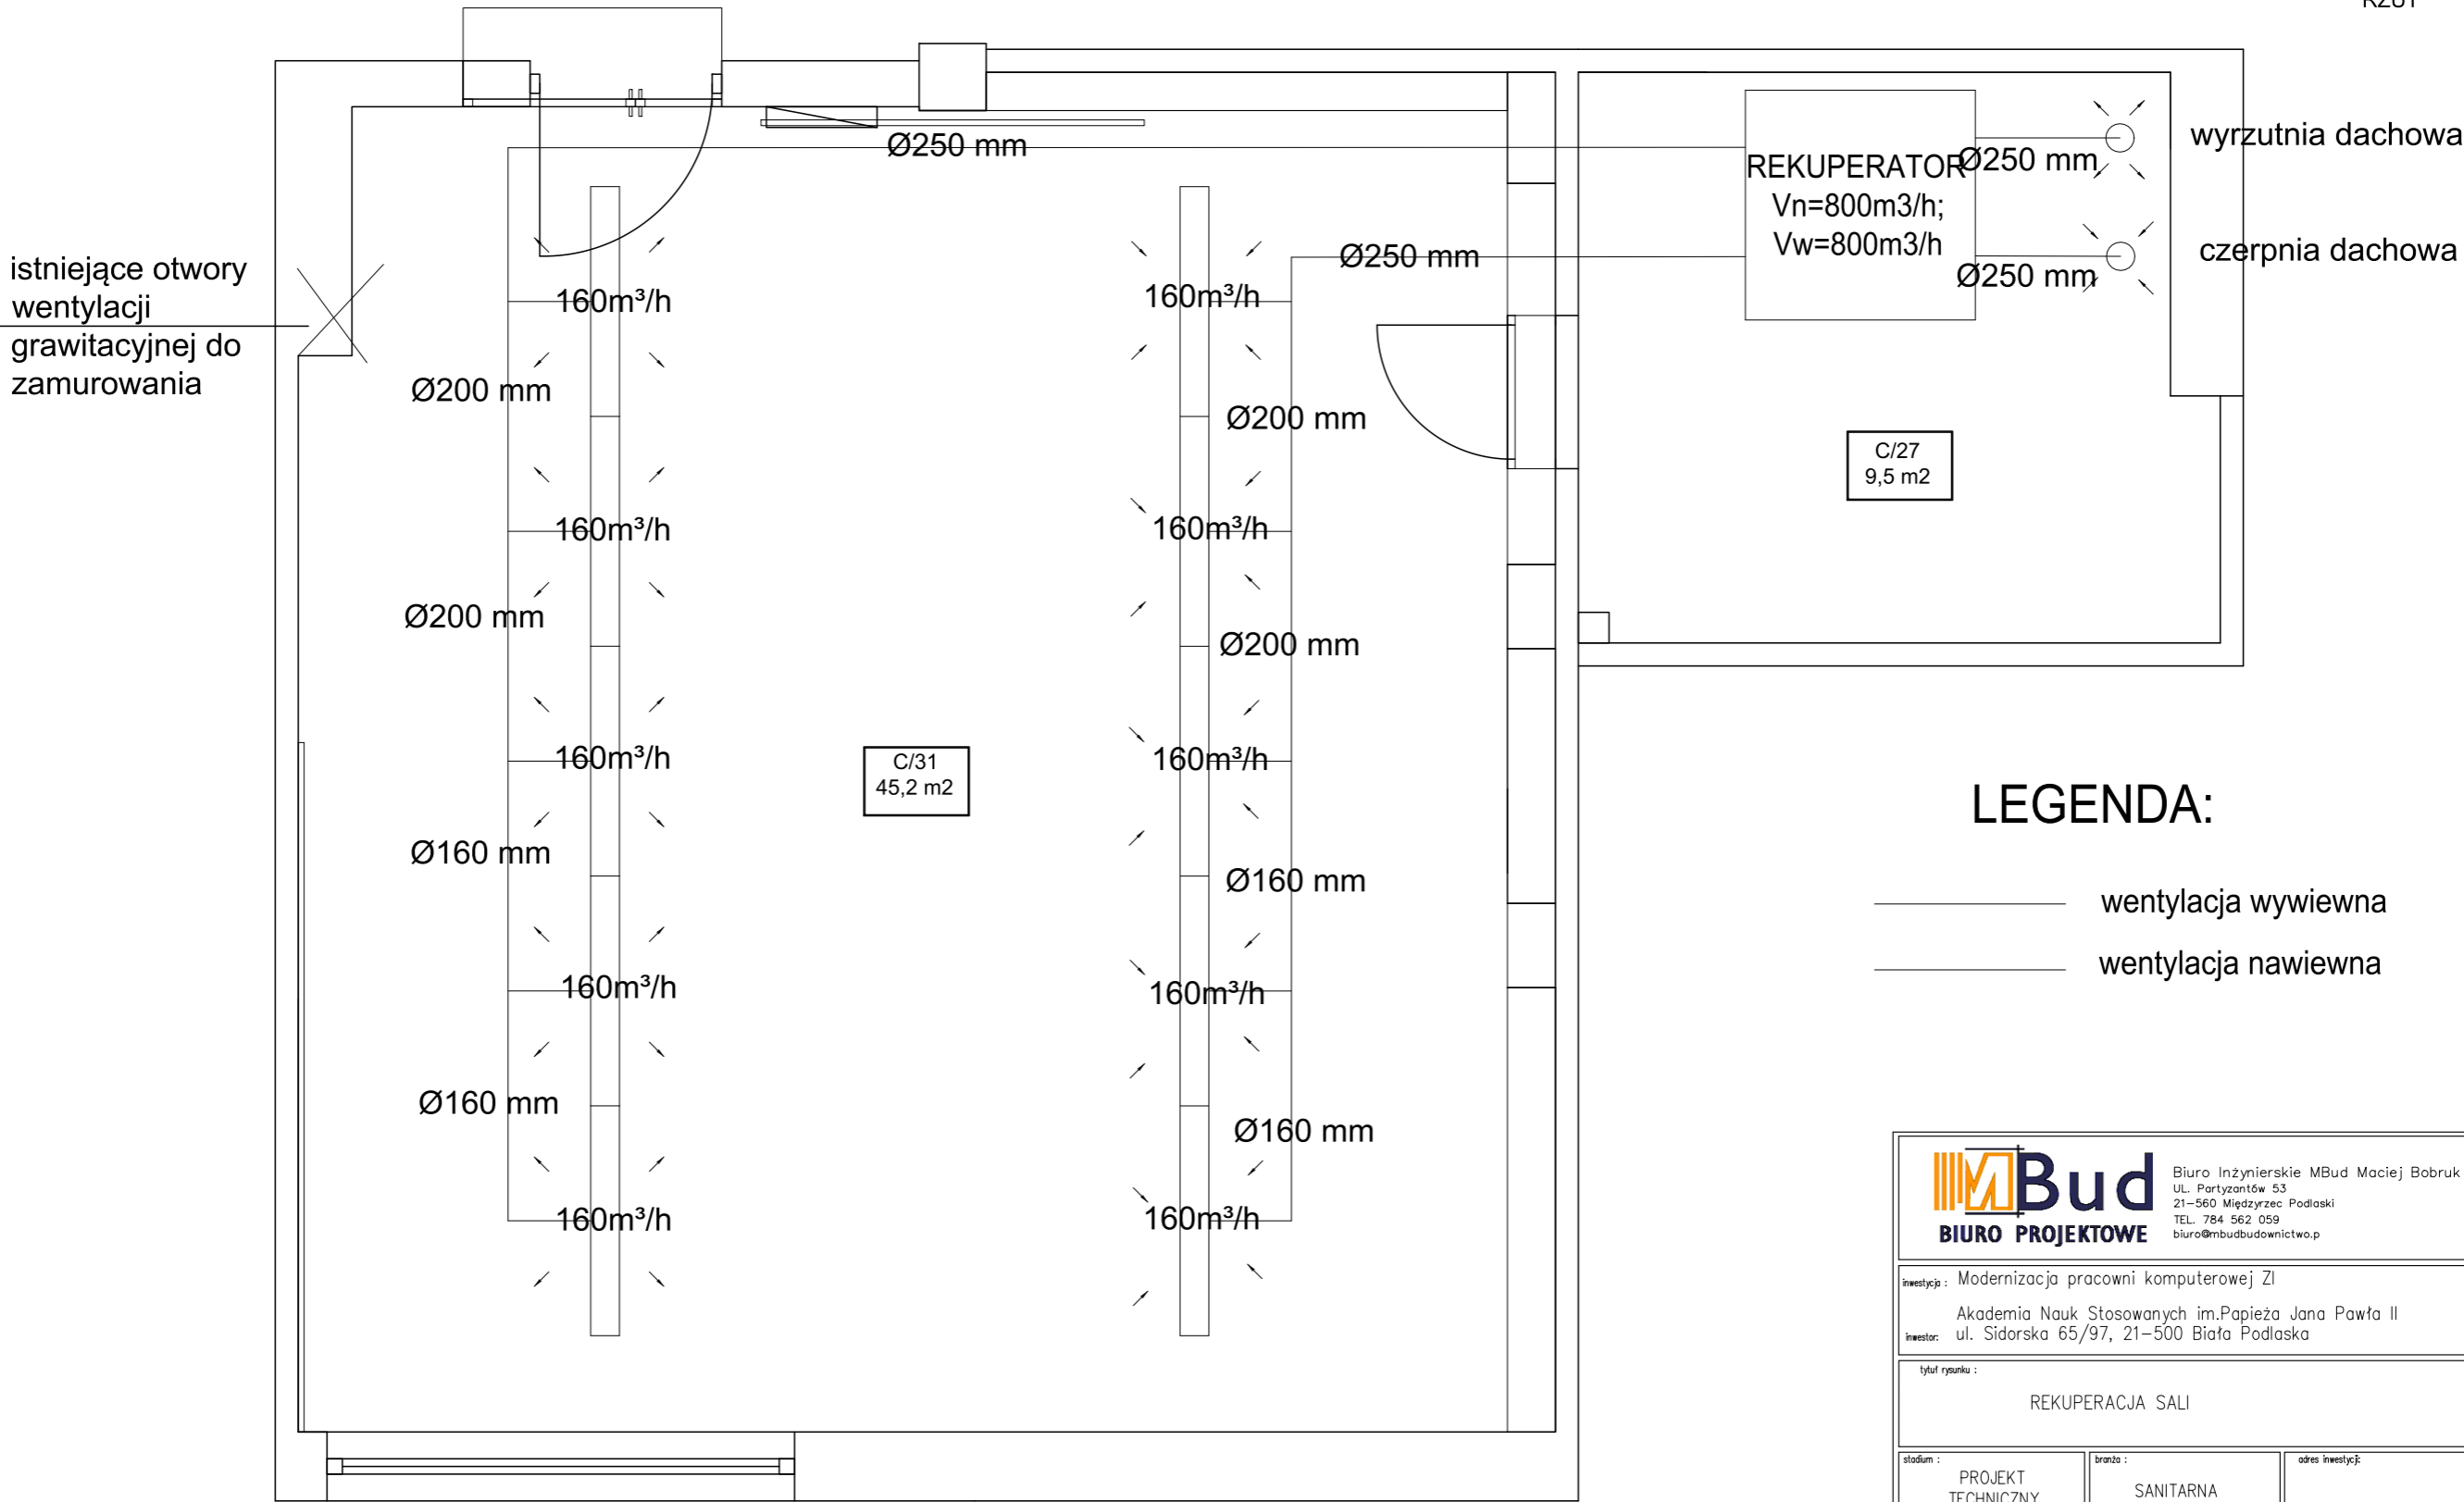 RZUT
wyrzutnia dachowa
Ø250 mm
REKUPERATOR
Vn=800m3/h;
Vw=800m3/h
Ø250 mm
czerpnia dachowa
Ø250 mm
Ø250 mm
istniejące otwory
wentylacji
grawitacyjnej do
zamurowania
160m³/h
160m³/h
Ø200 mm
Ø200 mm
C/27
9,5 m2
160m³/h
160m³/h
Ø200 mm
Ø200 mm
160m³/h
160m³/h
C/31
45,2 m2
Ø160 mm
Ø160 mm
160m³/h
160m³/h
Ø160 mm
Ø160 mm
160m³/h
160m³/h
LEGENDA:
wentylacja wywiewna
wentylacja nawiewna
MBud
BIURO PROJEKTOWE
Biuro Inżynierskie MBud Maciej Bobruk
UL. Partyzantów 53
21-560 Międzyrzec Podlaski
TEL. 784 562 059
biuro@mbudbudownictwo.p
inwestycja : Modernizacja pracowni komputerowej ZI
Akademia Nauk Stosowanych im.Papieża Jana Pawła II
inwestor: ul. Sidorska 65/97, 21-500 Biała Podlaska
tytuł rysunku :
REKUPERACJA SALI
stadium :
PROJEKT
TECHNICZNY
branża :
SANITARNA
adres inwestycji: